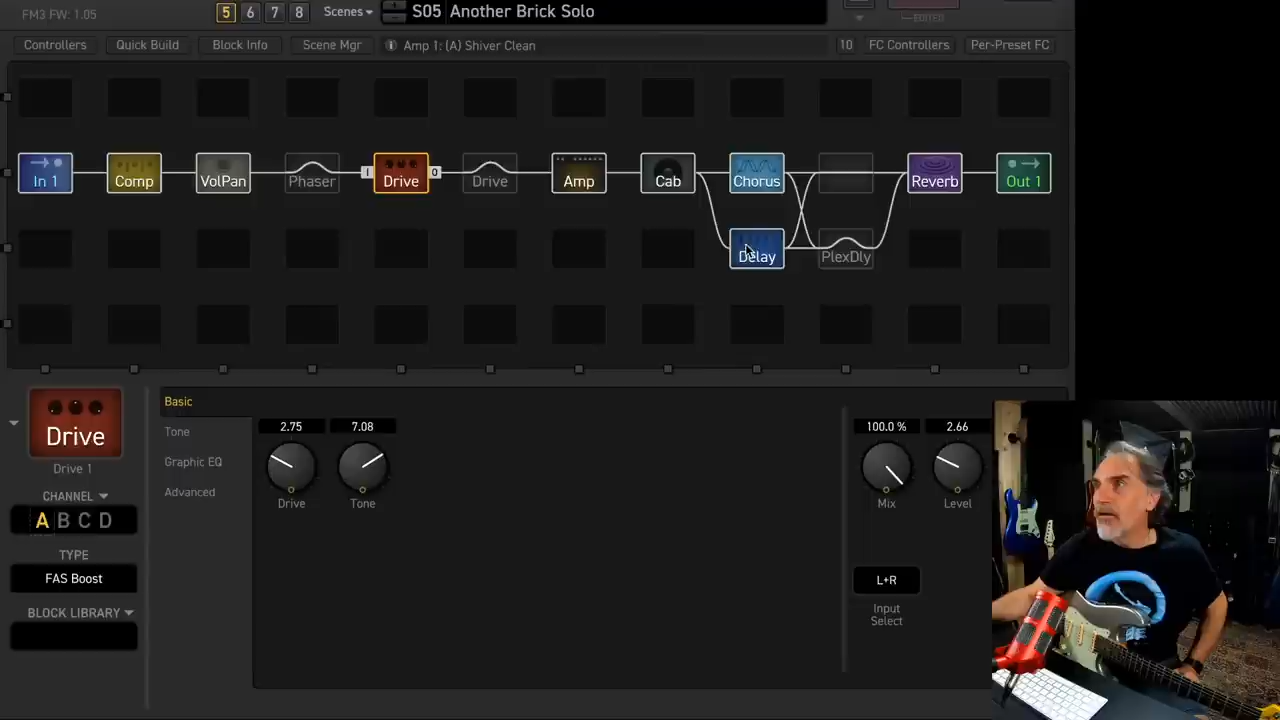 FM3 FW: 1.05
5 6 7 8 Scenes S05 Another Brick Solo
EDITED
Controllers Quick Build Block Info Scene Mgr Amp 1: (A) Shiver Clean 10 FC Controllers Per-Preset FC
In 1 Comp VolPan Phaser I Drive O Drive Amp Cab Chorus Reverb Out 1
Delay PlexDly
Drive
Drive 1
CHANNEL
A B C D
TYPE
FAS Boost
BLOCK LIBRARY
Basic
Tone
Graphic EQ
Advanced
2.75 7.08
Drive Tone
100.0 % 2.66
Mix Level
L+R
Input
Select